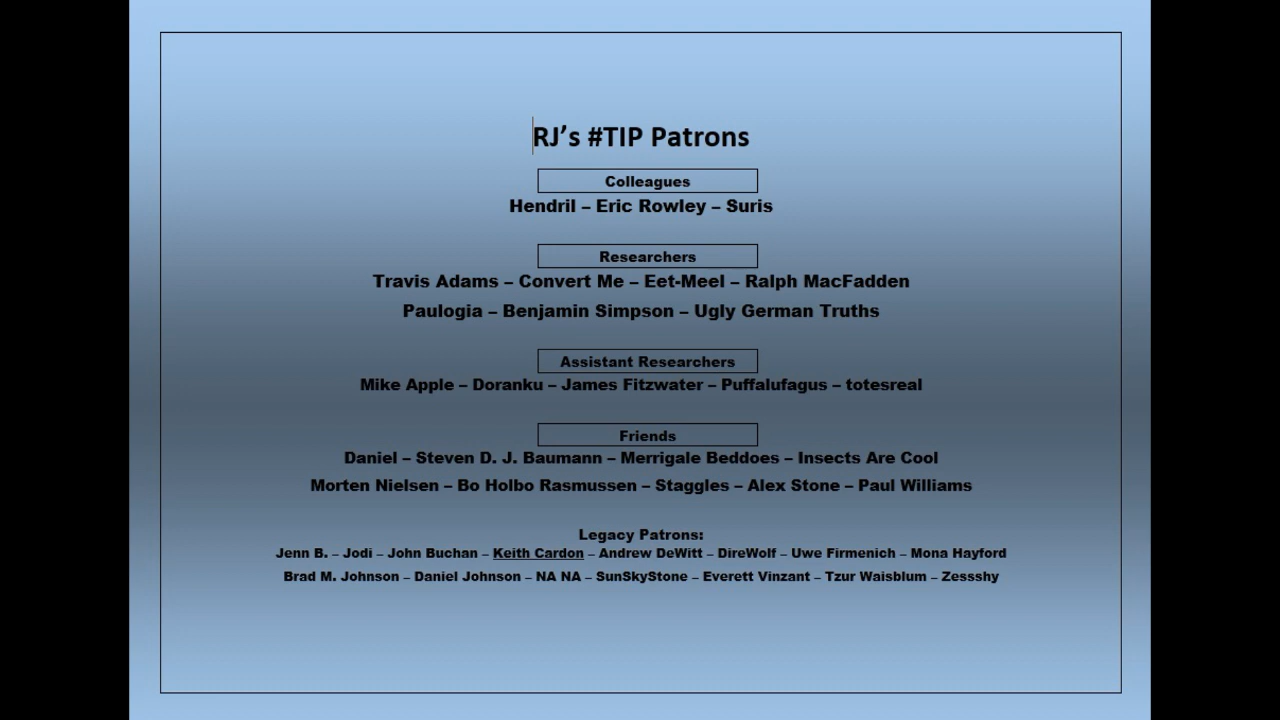 RJ’s #TIP Patrons
Colleagues
Hendril – Eric Rowley – Suris
Researchers
Travis Adams – Convert Me – Eet-Meel – Ralph MacFadden
Paulogia – Benjamin Simpson – Ugly German Truths
Assistant Researchers
Mike Apple – Doranku – James Fitzwater – Puffalufagus – totesreal
Friends
Daniel – Steven D. J. Baumann – Merrigale Beddoes – Insects Are Cool
Morten Nielsen – Bo Holbo Rasmussen – Staggles – Alex Stone – Paul Williams
Legacy Patrons:
Jenn B. – Jodi – John Buchan – Keith Cardon – Andrew DeWitt – DireWolf – Uwe Firmenich – Mona Hayford
Brad M. Johnson – Daniel Johnson – NA NA – SunSkyStone – Everett Vinzant – Tzur Waisblum – Zessshy